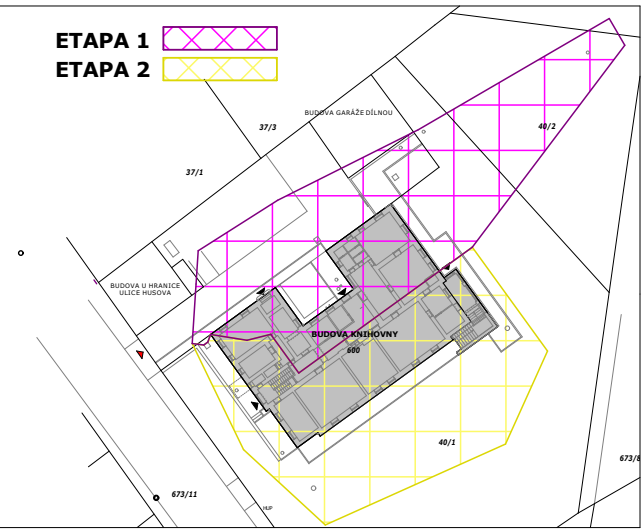 ETAPA 1
ETAPA 2
BUDOVA GARÁŽE DÍLNOU
37/3
40/2
37/1
BUDOVA U HRANICE
ULICE HUSOVA
BUDOVA KNIHOVNY
600
40/1
673/8
673/11
HUP